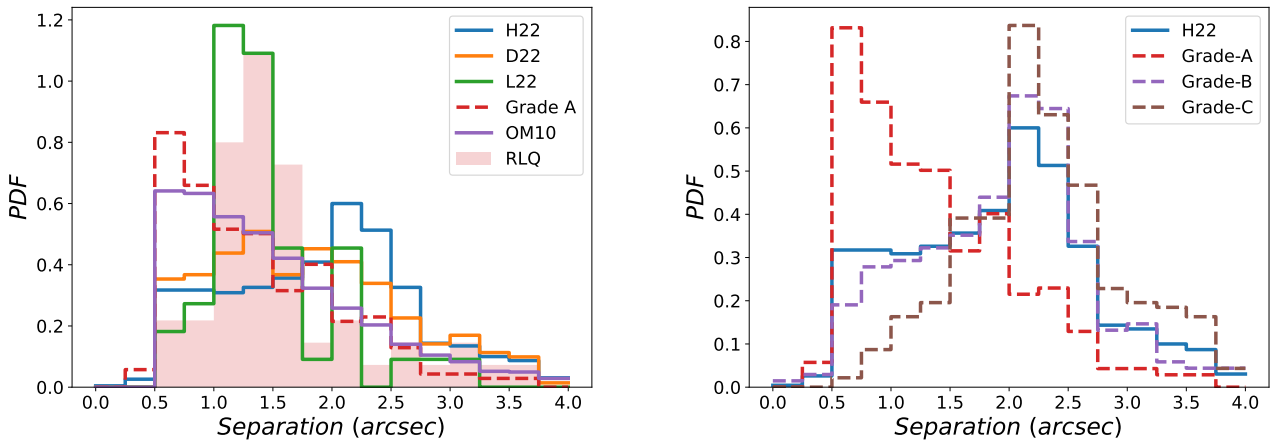 1.2
1.0
0.8
0.6
0.4
0.2
0.0
PDF
0.0 0.5 1.0 1.5 2.0 2.5 3.0 3.5 4.0
Separation (arcsec)
H22
D22
L22
Grade A
OM10
RLQ
0.8
0.7
0.6
0.5
0.4
0.3
0.2
0.1
0.0
PDF
0.0 0.5 1.0 1.5 2.0 2.5 3.0 3.5 4.0
Separation (arcsec)
H22
Grade-A
Grade-B
Grade-C